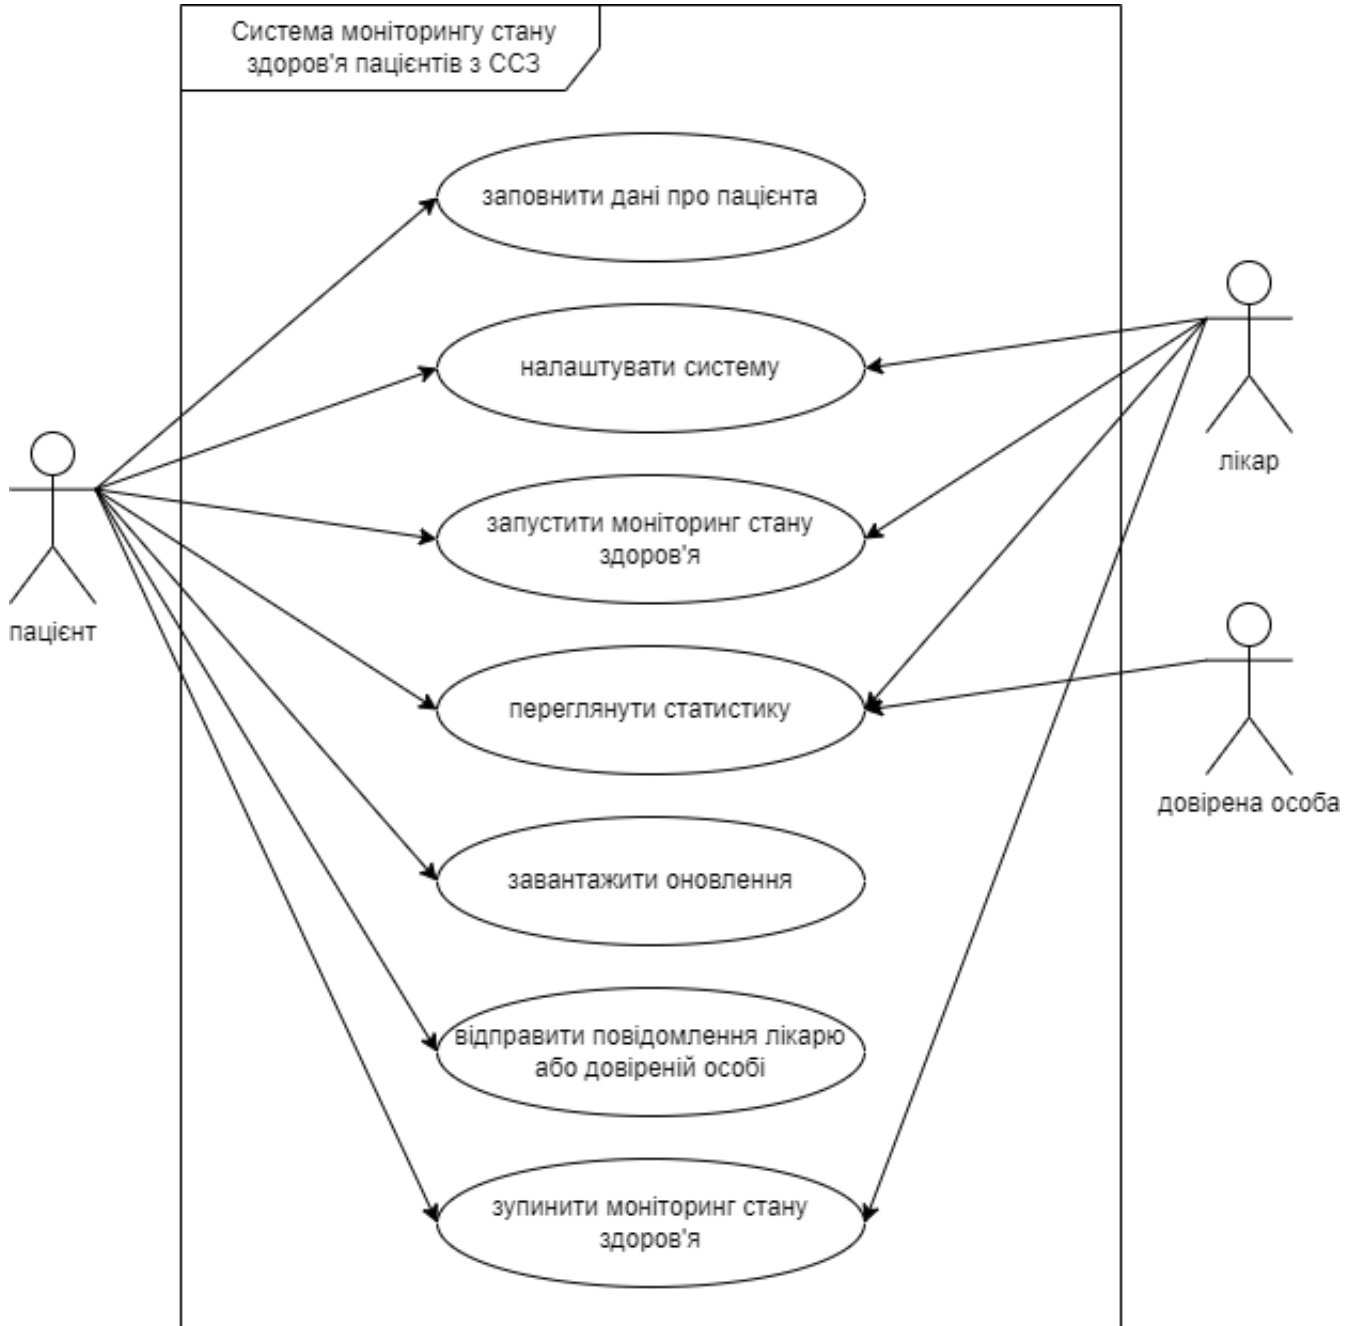 Система моніторингу стану
здоров'я пацієнтів з ССЗ
заповнити дані про пацієнта
налаштувати систему
лікар
запустити моніторинг стану
здоров'я
пацієнт
переглянути статистику
довірена особа
завантажити оновлення
відправити повідомлення лікарю
або довіреній особі
зупинити моніторинг стану
здоров'я